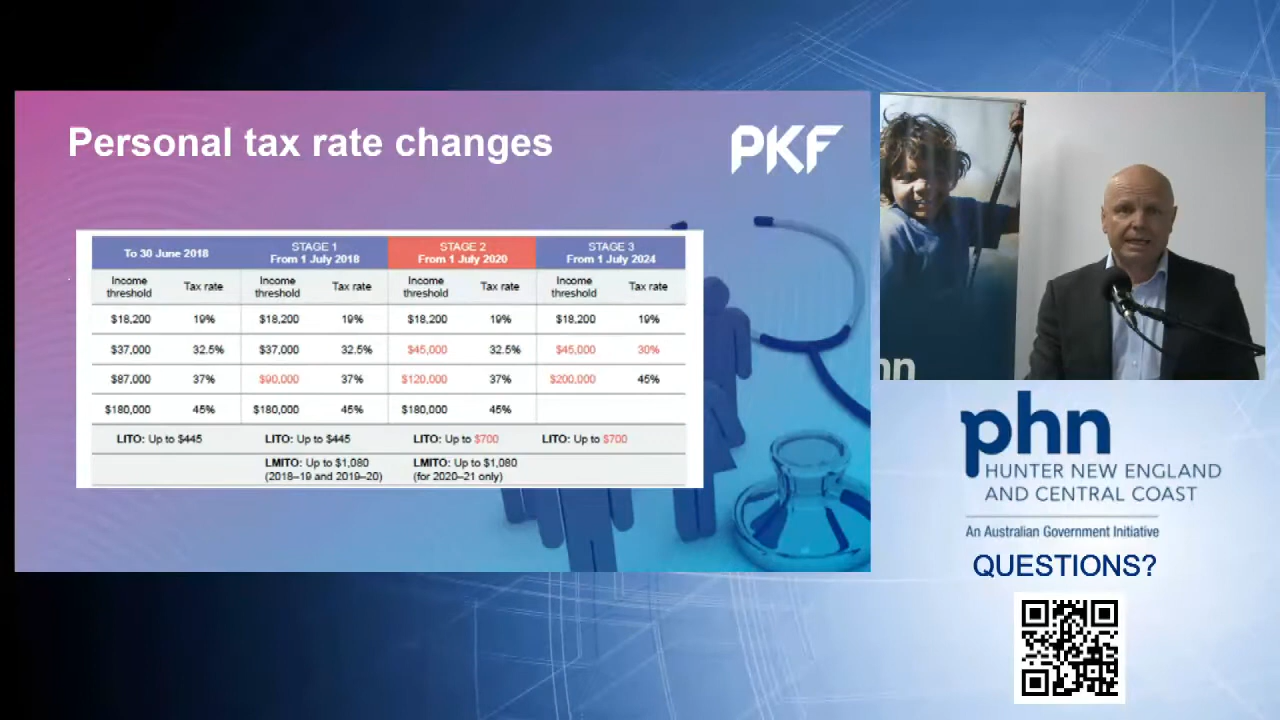 Personal tax rate changes
PKF
To 30 June 2018
STAGE 1
From 1 July 2018
STAGE 2
From 1 July 2020
STAGE 3
From 1 July 2024
Income threshold Tax rate Income threshold Tax rate Income threshold Tax rate Income threshold Tax rate
$18,200 19% $18,200 19% $18,200 19% $18,200 19%
$37,000 32.5% $37,000 32.5% $45,000 32.5% $45,000 30%
$87,000 37% $90,000 37% $120,000 37% $200,000 45%
$180,000 45% $180,000 45% $180,000 45%
LITO: Up to $445 LITO: Up to $445 LITO: Up to $700 LITO: Up to $700
LMITO: Up to $1,080
(2018–19 and 2019–20)
LMITO: Up to $1,080
(for 2020–21 only)
hn
phn
HUNTER NEW ENGLAND
AND CENTRAL COAST
An Australian Government Initiative
QUESTIONS?